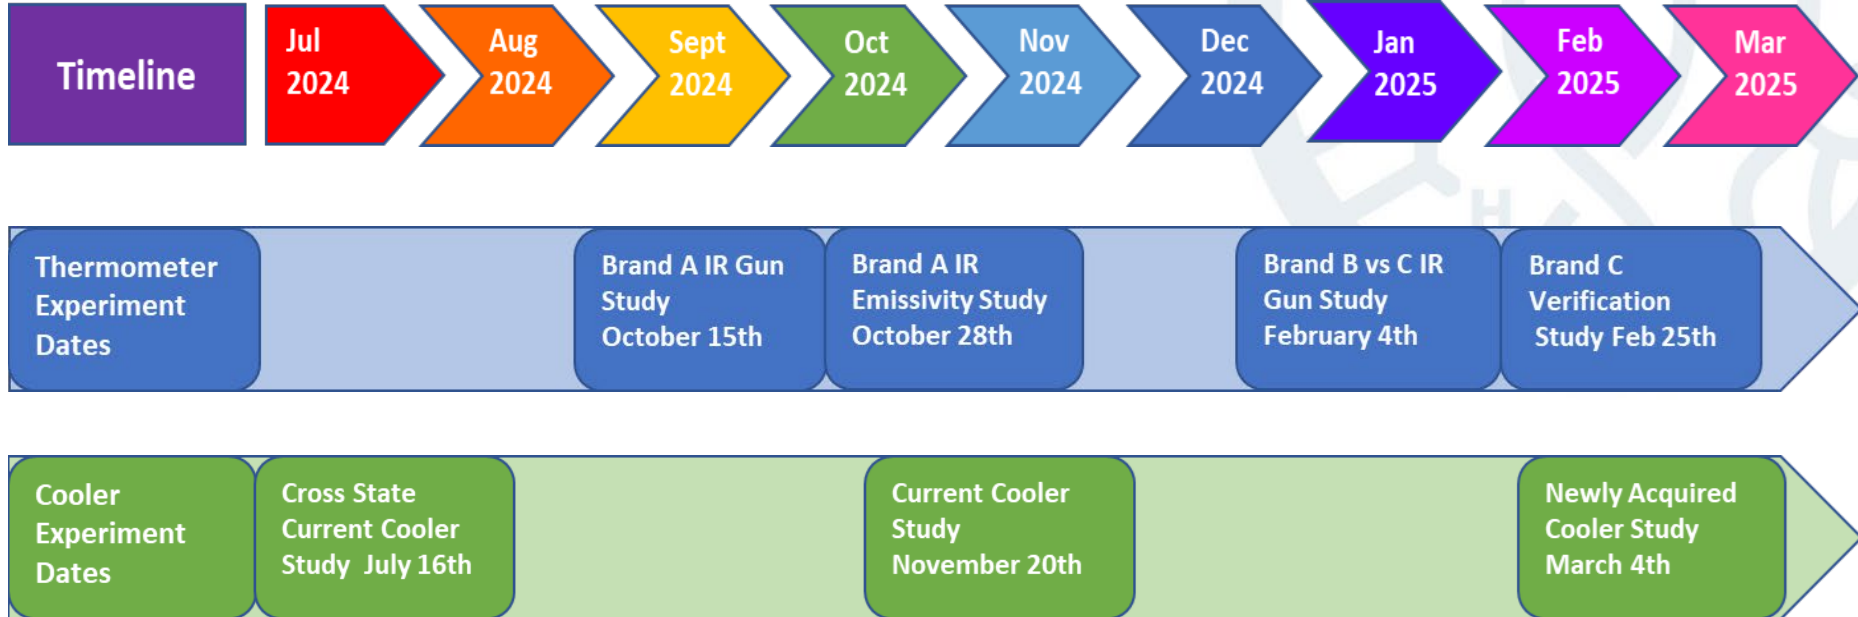 Timeline
Jul
2024
Aug
2024
Sept
2024
Oct
2024
Nov
2024
Dec
2024
Jan
2025
Feb
2025
Mar
2025
H
Thermometer
Experiment
Dates
Brand A IR Gun
Study
October 15th
Brand A IR
Emissivity Study
October 28th
Brand B vs C IR
Gun Study
February 4th
Brand C
Verification
Study Feb 25th
Cooler
Experiment
Dates
Cross State
Current Cooler
Study July 16th
Current Cooler
Study
November 20th
Newly Acquired
Cooler Study
March 4th